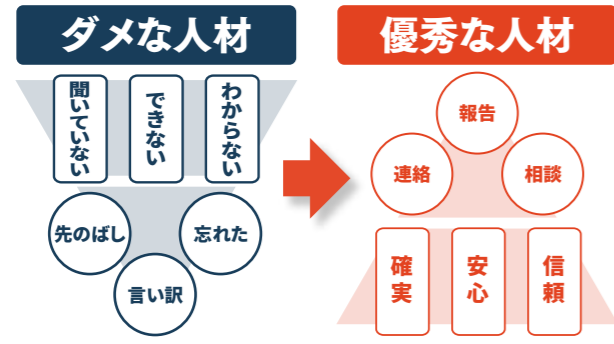 ダメな人材
聞いていない
できない
わからない
先のばし
忘れた
言い訳
優秀な人材
報告
連絡
相談
確実
安心
信頼